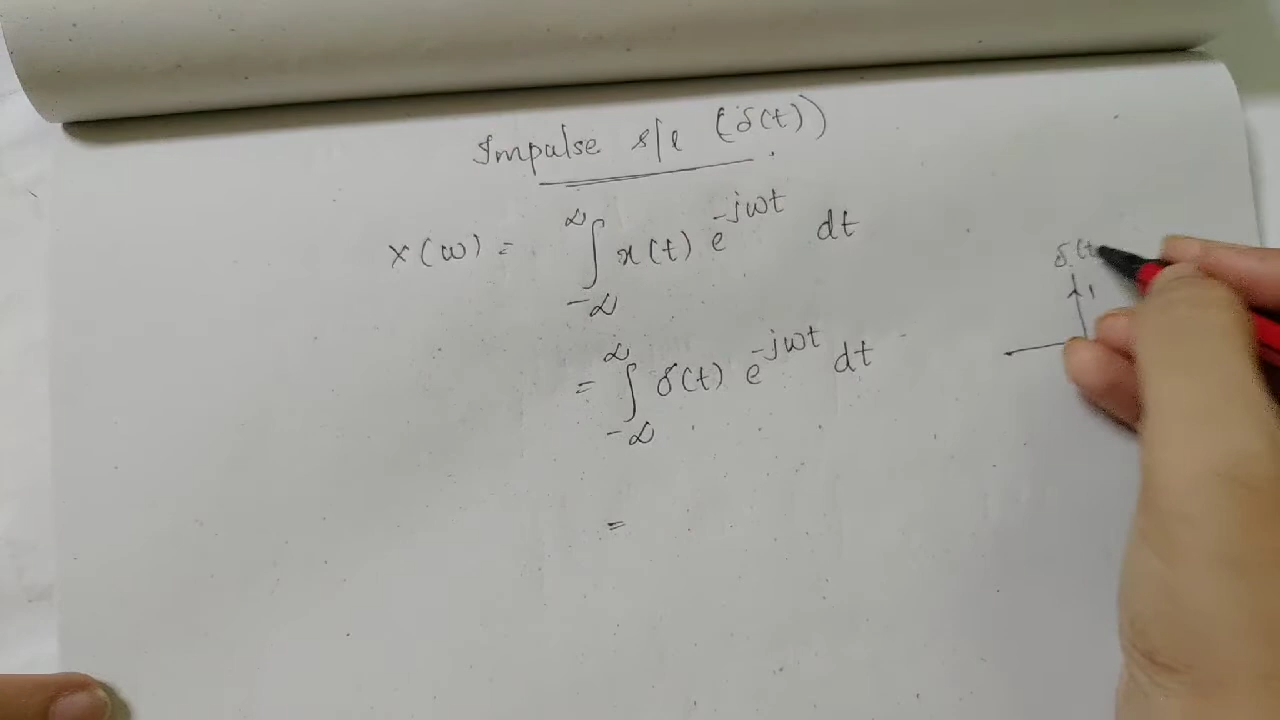 Impulse s/l (δ(t))
X(ω) = ∫_{-∞}^{∞} x(t) e^{-jωt} dt
= ∫_{-∞}^{∞} δ(t) e^{-jωt} dt
δ(t
1
=